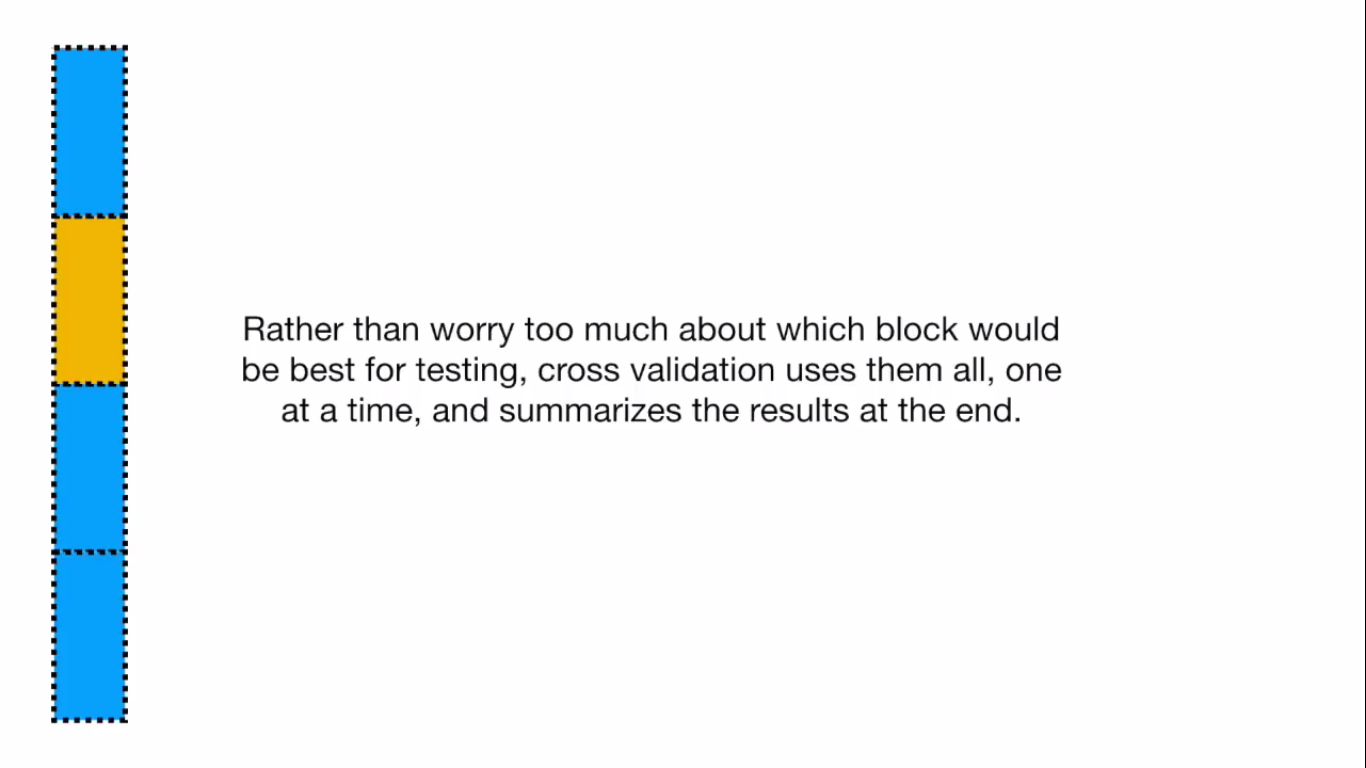 Rather than worry too much about which block would
be best for testing, cross validation uses them all, one
at a time, and summarizes the results at the end.